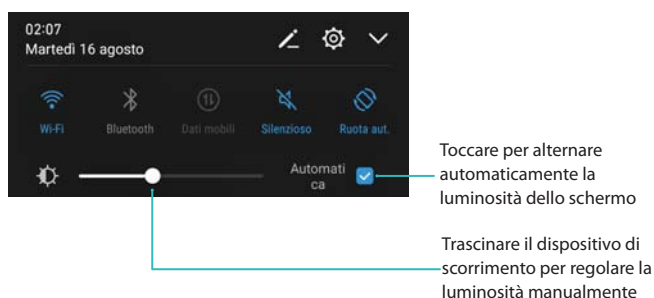 02:07
Martedì 16 agosto
Wi-Fi
Bluetooth
Dati mobili
Silenzioso
Ruota aut.
Automati
ca
Toccare per alternare
automaticamente la
luminosità dello schermo
Trascinare il dispositivo di
scorrimento per regolare la
luminosità manualmente